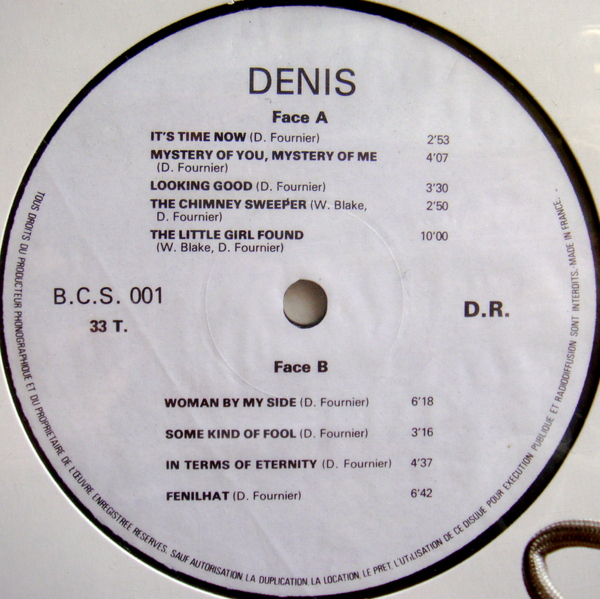 DENIS
Face A
IT'S TIME NOW (D. Fournier) 2'53
MYSTERY OF YOU, MYSTERY OF ME 4'07
(D. Fournier)
LOOKING GOOD (D. Fournier) 3'30
THE CHIMNEY SWEEPER (W. Blake, 2'50
D. Fournier)
THE LITTLE GIRL FOUND 10'00
(W. Blake, D. Fournier)
B.C.S. 001
33 T.
D.R.
Face B
WOMAN BY MY SIDE (D. Fournier) 6'18
SOME KIND OF FOOL (D. Fournier) 3'16
IN TERMS OF ETERNITY (D. Fournier) 4'37
FENILHAT (D. Fournier) 6'42
TOUS DROITS DU PRODUCTEUR PHONOGRAPHIQUE ET DU PROPRIETAIRE DE L'ŒUVRE ENREGISTREE RESERVES. SAUF AUTORISATION LA DUPLICATION, LA LOCATION, LE PRET, L'UTILISATION DE CE DISQUE POUR EXECUTION PUBLIQUE ET RADIODIFFUSION SONT INTERDITS. MADE IN FRANCE.